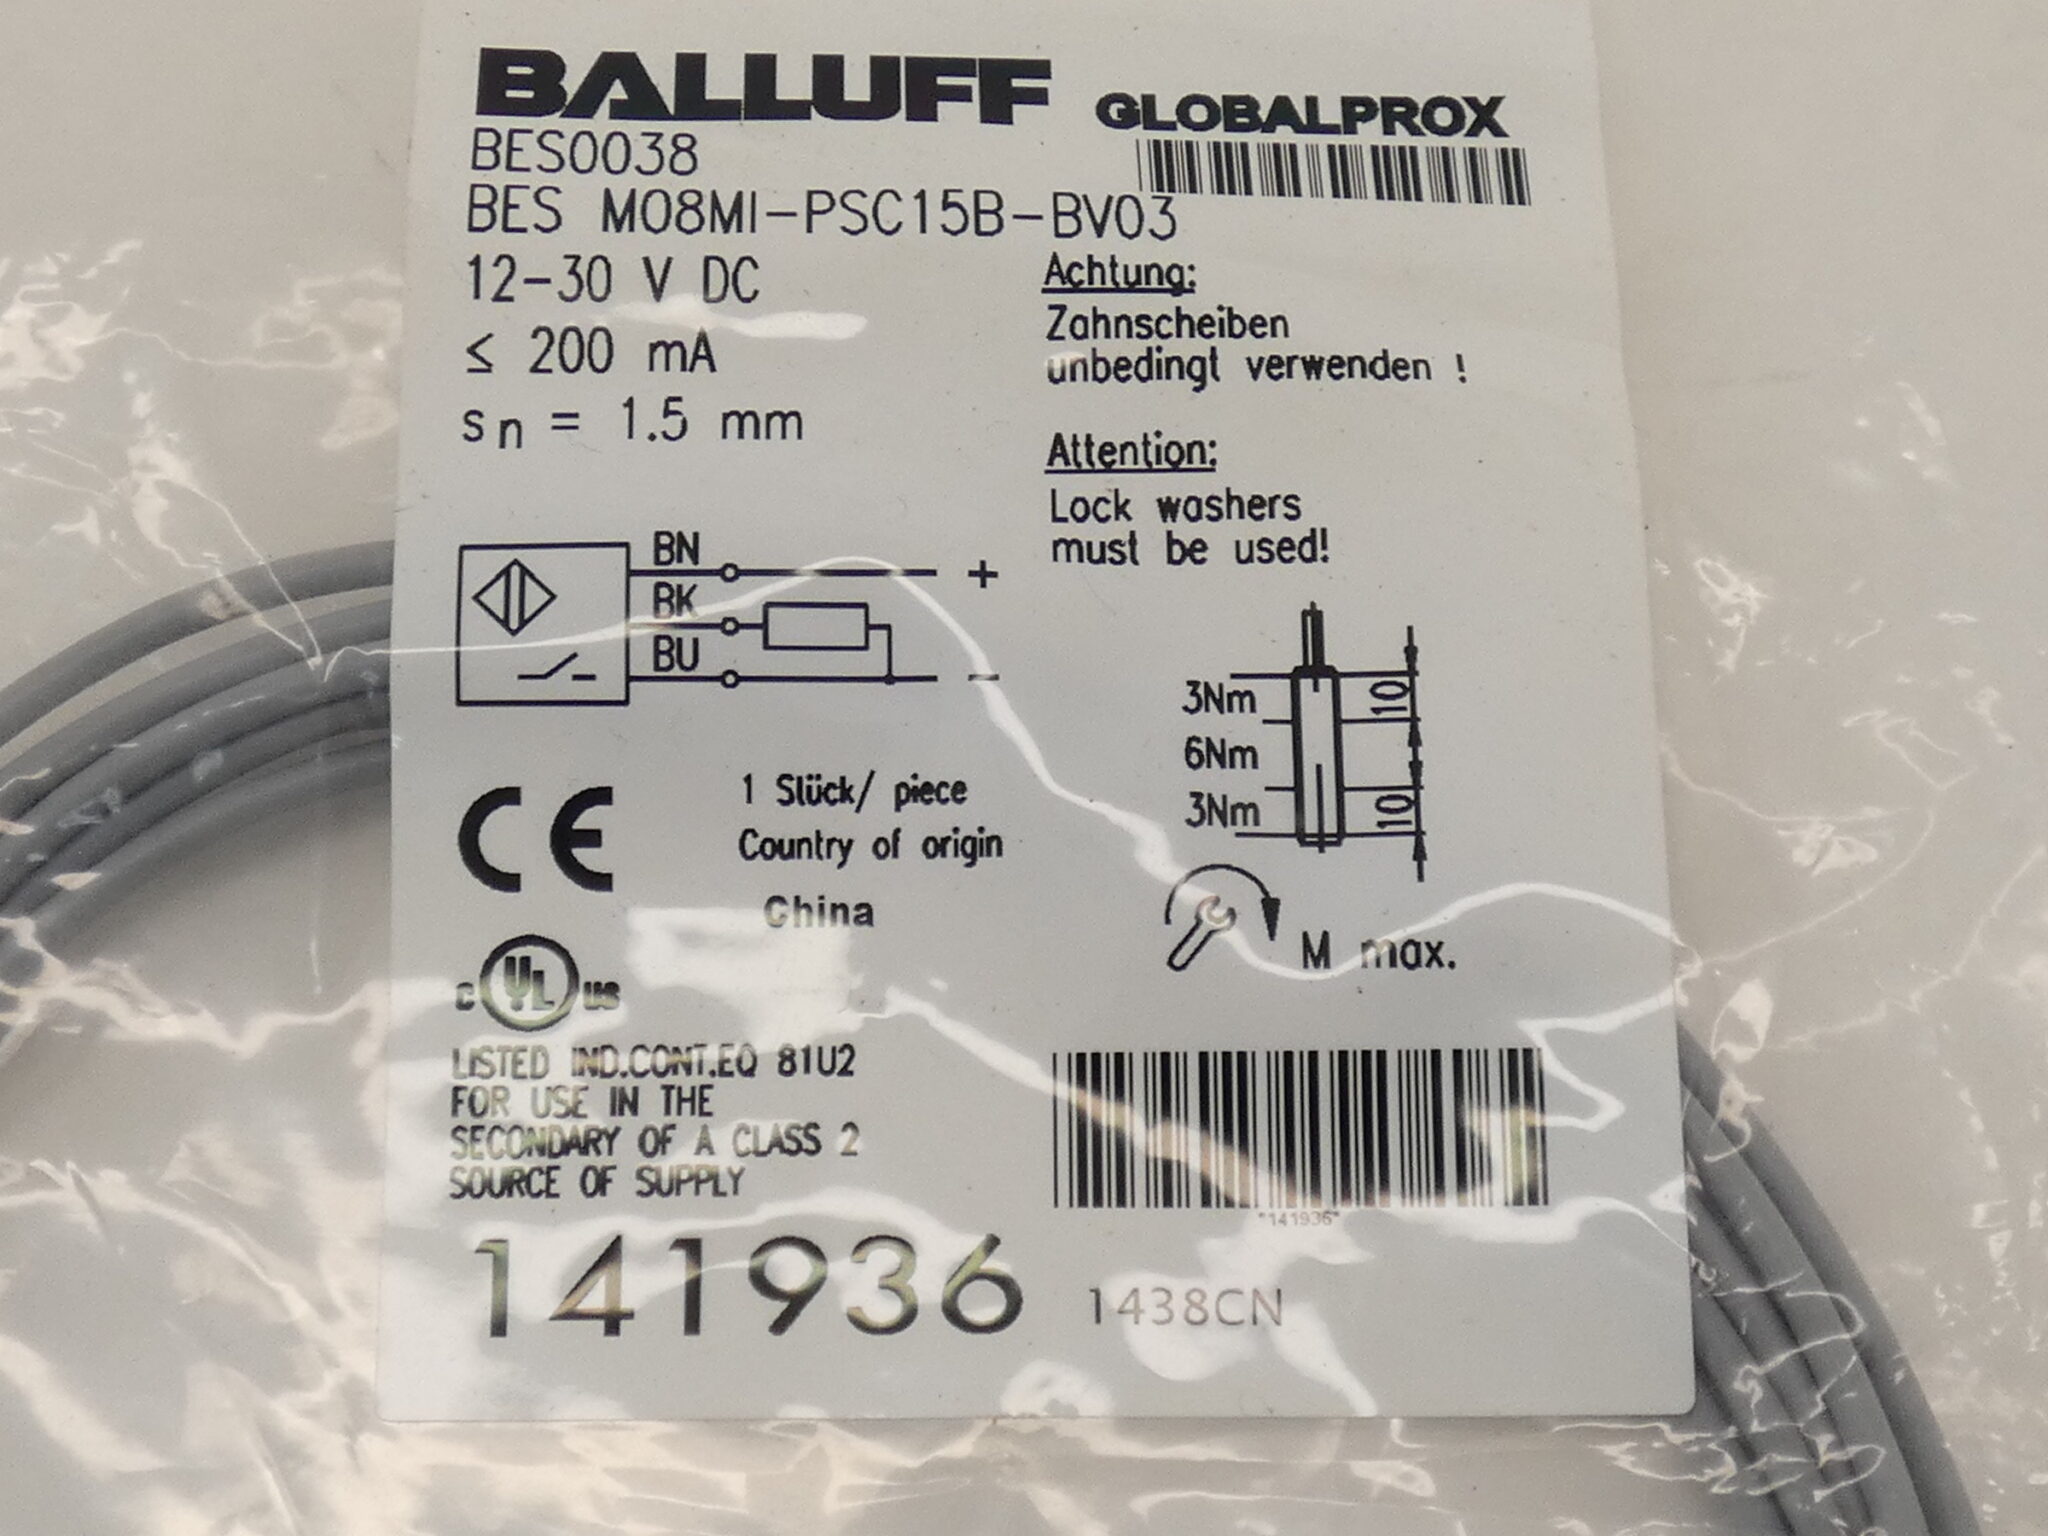 BALLUFF GLOBALPROX
BES0038
BES M08MI-PSC15B-BV03
12-30 V DC
≤ 200 mA
sn = 1.5 mm
Achtung:
Zahnscheiben
unbedingt verwenden !
Attention:
Lock washers
must be used!
BN
+
BK
BU
-
3Nm
10
6Nm
3Nm
10
M max.
CE
1 Stück/ piece
Country of origin
China
c UL us
LISTED IND.CONT.EQ 81U2
FOR USE IN THE
SECONDARY OF A CLASS 2
SOURCE OF SUPPLY
"141936"
141936
1438CN